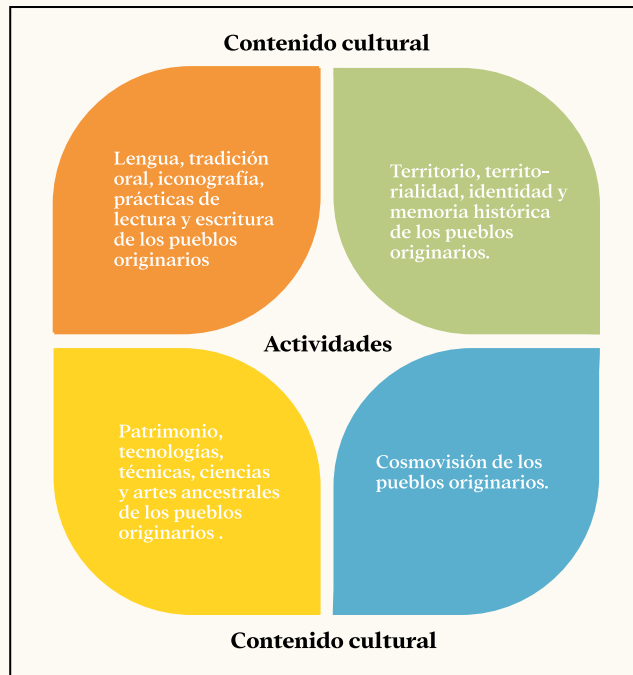 Contenido cultural
Lengua, tradición
oral, iconografía,
prácticas de
lectura y escritura
de los pueblos
originarios
Territorio, territo-
rialidad, identidad y
memoria histórica
de los pueblos
originarios.
Actividades
Patrimonio,
tecnologías,
técnicas, ciencias
y artes ancestrales
de los pueblos
originarios .
Cosmovisión de los
pueblos originarios.
Contenido cultural